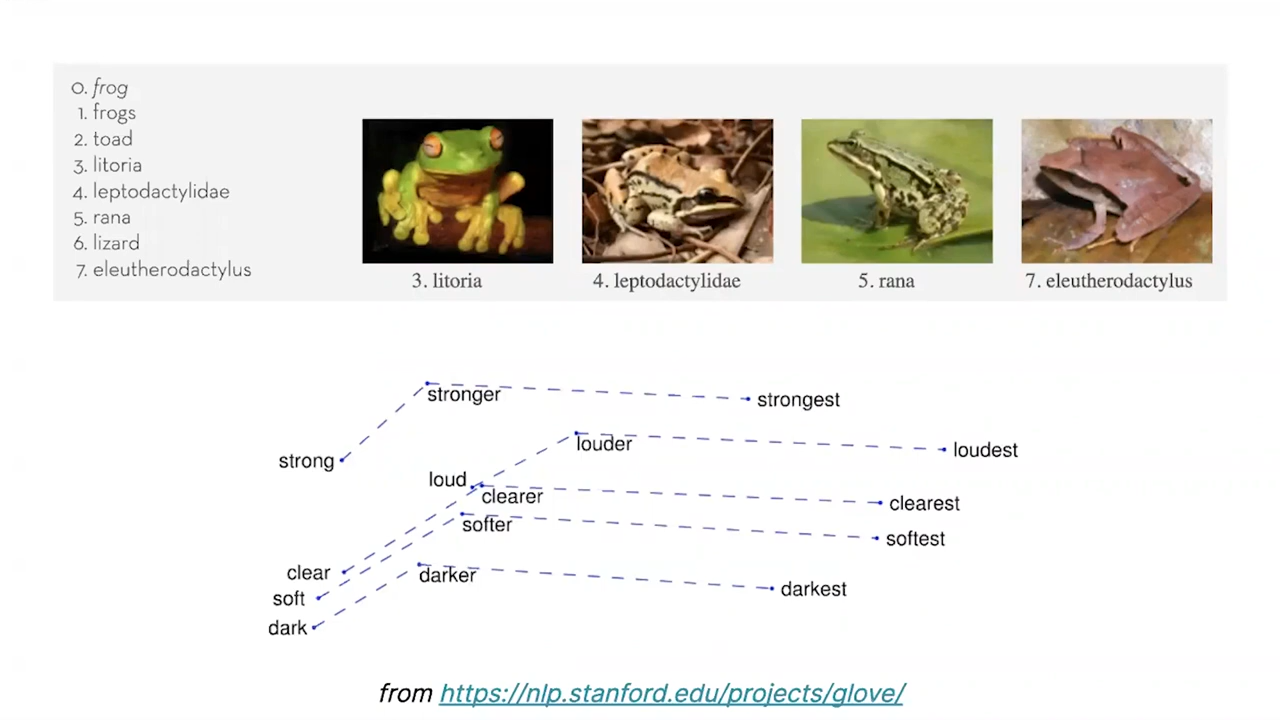 0. frog
1. frogs
2. toad
3. litoria
4. leptodactylidae
5. rana
6. lizard
7. eleutherodactylus
3. litoria
4. leptodactylidae
5. rana
7. eleutherodactylus
stronger
strongest
strong
louder
loudest
loud
clearer
clearest
softer
softest
clear
darker
darkest
soft
dark
from https://nlp.stanford.edu/projects/glove/